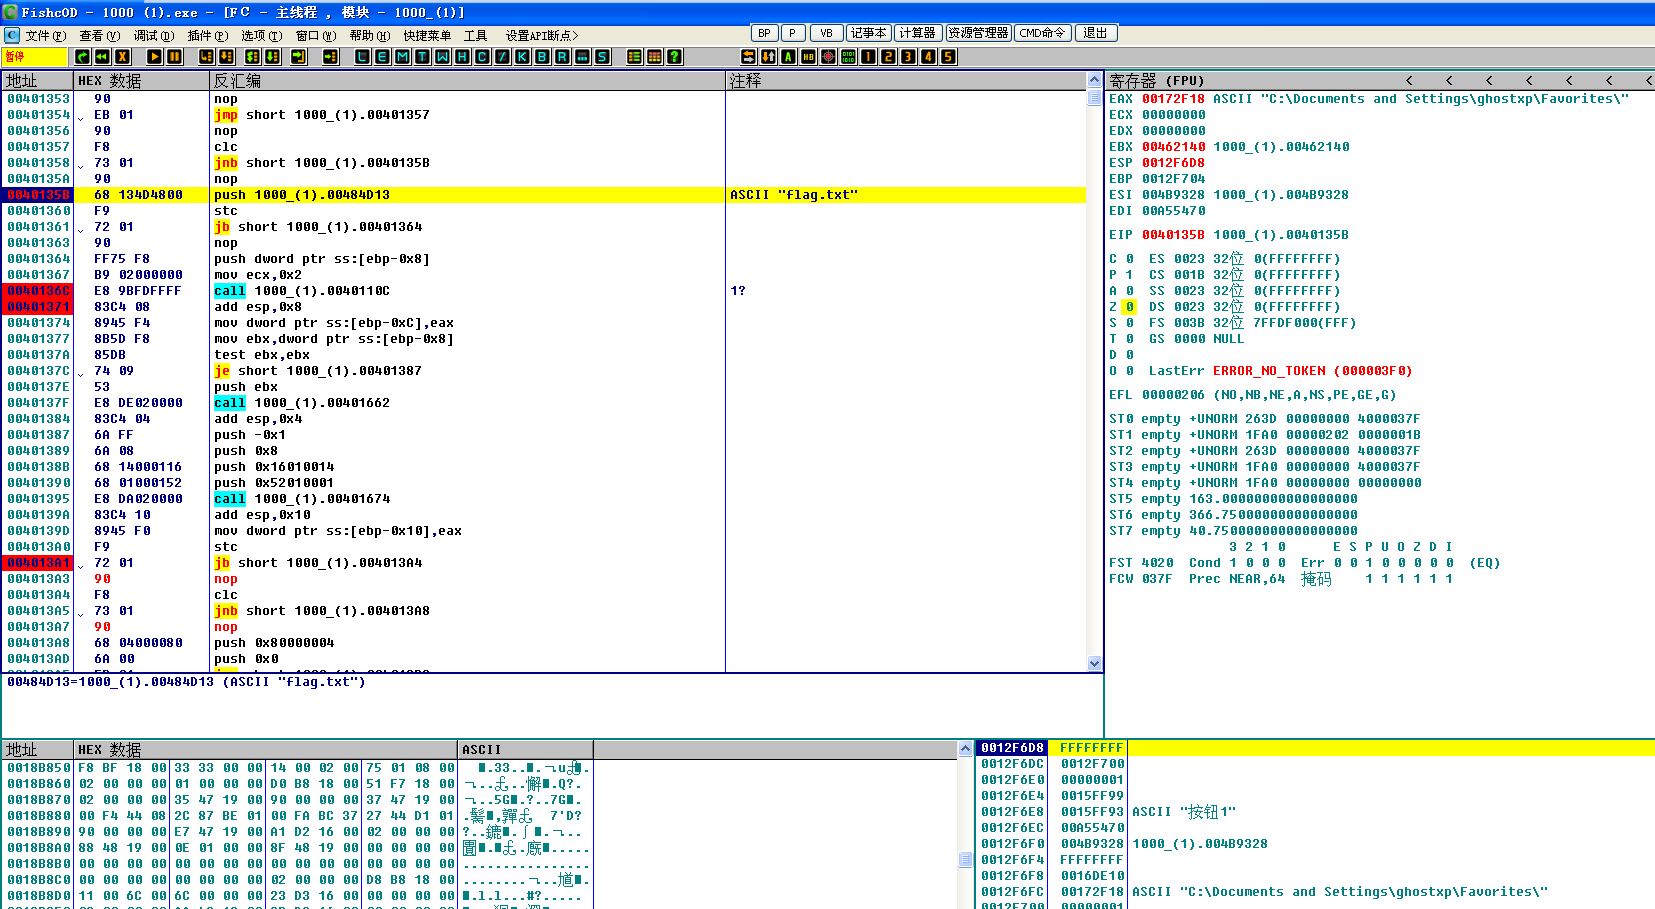 FishcOD - 1000 (1).exe - [FC - 主线程 , 模块 - 1000_(1)]
文件(F) 查看(V) 调试(D) 插件(P) 选项(T) 窗口(W) 帮助(H) 快捷菜单 工具 设置API断点>
BP P VB 记事本 计算器 资源管理器 CMD命令 退出
暂停 L E M T W H C / K B R ... S
地址 HEX 数据 反汇编 注释
00401353 90 nop
00401354 EB 01 jmp short 1000_(1).00401357
00401356 90 nop
00401357 F8 clc
00401358 73 01 jnb short 1000_(1).0040135B
0040135A 90 nop
0040135B 68 134D4800 push 1000_(1).00484D13 ASCII "flag.txt"
00401360 F9 stc
00401361 72 01 jb short 1000_(1).00401364
00401363 90 nop
00401364 FF75 F8 push dword ptr ss:[ebp-0x8]
00401367 B9 02000000 mov ecx,0x2
0040136C E8 9BFDFFFF call 1000_(1).0040110C 1?
00401371 83C4 08 add esp,0x8
00401374 8945 F4 mov dword ptr ss:[ebp-0xC],eax
00401377 8B5D F8 mov ebx,dword ptr ss:[ebp-0x8]
0040137A 85DB test ebx,ebx
0040137C 74 09 je short 1000_(1).00401387
0040137E 53 push ebx
0040137F E8 DE020000 call 1000_(1).00401662
00401384 83C4 04 add esp,0x4
00401387 6A FF push -0x1
00401389 6A 08 push 0x8
0040138B 68 14000116 push 0x16010014
00401390 68 01000152 push 0x52010001
00401395 E8 DA020000 call 1000_(1).00401674
0040139A 83C4 10 add esp,0x10
0040139D 8945 F0 mov dword ptr ss:[ebp-0x10],eax
004013A0 F9 stc
004013A1 72 01 jb short 1000_(1).004013A4
004013A3 90 nop
004013A4 F8 clc
004013A5 73 01 jnb short 1000_(1).004013A8
004013A7 90 nop
004013A8 68 04000080 push 0x80000004
004013AD 6A 00 push 0x0
00484D13=1000_(1).00484D13 (ASCII "flag.txt")
寄存器 (FPU) < < < < < < <
EAX 00172F18 ASCII "C:\Documents and Settings\ghostxp\Favorites\"
ECX 00000000
EDX 00000000
EBX 00462140 1000_(1).00462140
ESP 0012F6D8
EBP 0012F704
ESI 004B9328 1000_(1).004B9328
EDI 00A55470
EIP 0040135B 1000_(1).0040135B
C 0 ES 0023 32位 0(FFFFFFFF)
P 1 CS 001B 32位 0(FFFFFFFF)
A 0 SS 0023 32位 0(FFFFFFFF)
Z 0 DS 0023 32位 0(FFFFFFFF)
S 0 FS 003B 32位 7FFDF000(FFF)
T 0 GS 0000 NULL
D 0
O 0 LastErr ERROR_NO_TOKEN (000003F0)
EFL 00000206 (NO,NB,NE,A,NS,PE,GE,G)
ST0 empty +UNORM 263D 00000000 4000037F
ST1 empty +UNORM 1FA0 00000202 0000001B
ST2 empty +UNORM 263D 00000000 4000037F
ST3 empty +UNORM 1FA0 00000000 4000037F
ST4 empty +UNORM 1FA0 00000000 00000000
ST5 empty 163.00000000000000000
ST6 empty 366.75000000000000000
ST7 empty 40.750000000000000000
3 2 1 0 E S P U O Z D I
FST 4020 Cond 1 0 0 0 Err 0 0 1 0 0 0 0 0 (EQ)
FCW 037F Prec NEAR,64 掩码 1 1 1 1 1 1
地址 HEX 数据 ASCII
0018B850 F8 BF 18 00 33 33 00 00 14 00 02 00 75 01 08 00
0018B860 02 00 00 00 01 00 00 00 D0 B8 18 00 51 F7 18 00
0018B870 02 00 00 00 35 47 19 00 90 00 00 00 37 47 19 00
0018B880 00 F4 44 08 2C 87 BE 01 00 FA BC 37 27 44 D1 01
0018B890 90 00 00 00 E7 47 19 00 A1 D2 16 00 02 00 00 00
0018B8A0 88 48 19 00 0E 01 00 00 8F 48 19 00 00 00 00 00
0018B8B0 00 00 00 00 00 00 00 00 00 00 00 00 00 00 00 00 ................
0018B8C0 00 00 00 00 00 00 00 00 02 00 00 00 D8 B8 18 00
0018B8D0 11 00 6C 00 6C 00 00 00 23 D3 16 00 00 00 00 00
0012F6D8 FFFFFFFF
0012F6DC 0012F700
0012F6E0 00000001
0012F6E4 0015FF99
0012F6E8 0015FF93 ASCII "按钮1"
0012F6EC 00A55470
0012F6F0 004B9328 1000_(1).004B9328
0012F6F4 FFFFFFFF
0012F6F8 0016DE10
0012F6FC 00172F18 ASCII "C:\Documents and Settings\ghostxp\Favorites\"
0012F700 00000001